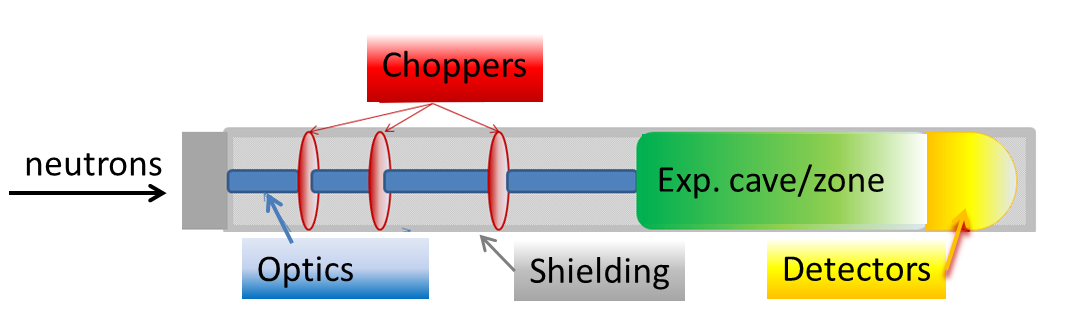 Choppers
neutrons
Exp. cave/zone
Optics
Shielding
Detectors